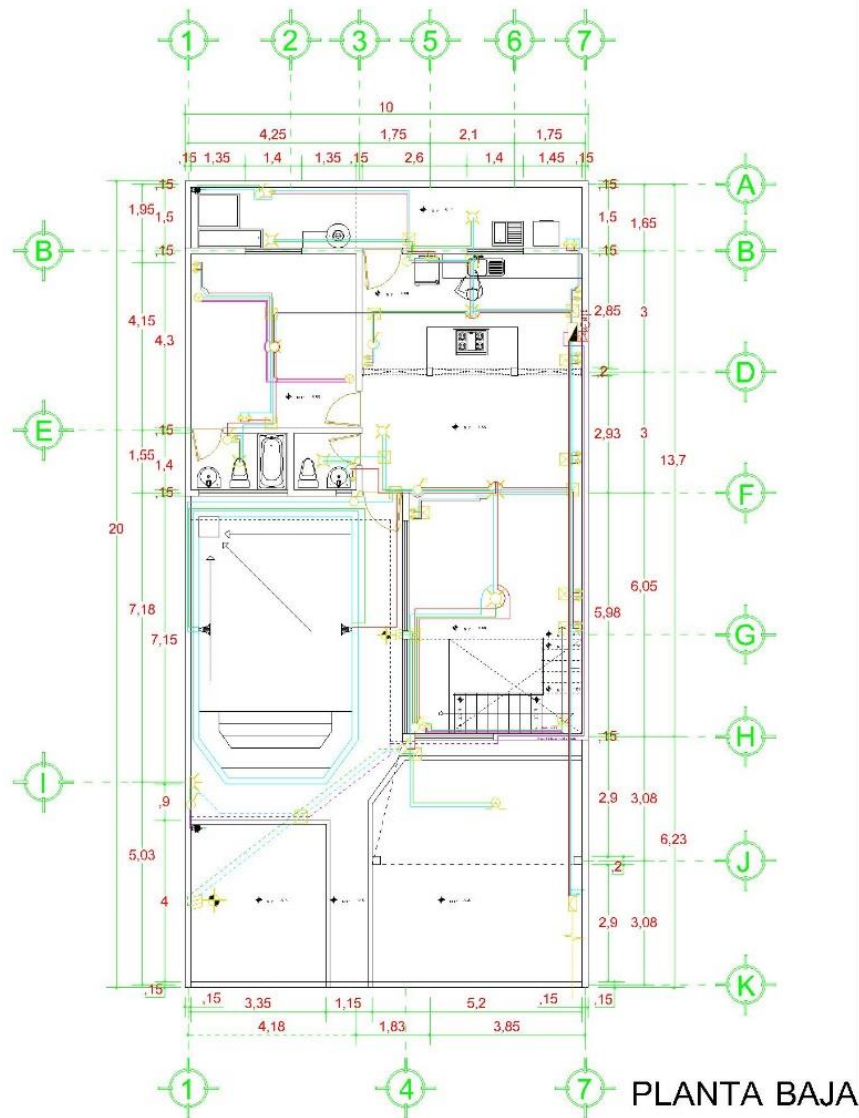 1 2 3 5 6 7
10
4,25 1,75 2,1 1,75
,15 1,35 1,4 1,35 ,15 2,6 1,4 1,45 ,15
A
,15 ,15
1,95 1,5 1,5 1,65
B ,15 ,15 B
4,15 4,3 2,85 3
D
,2
E ,15
1,55 1,4 2,93 3
13,7
,15 F
20
7,18 7,15 5,98 6,05
G
,15 H
I
,9 2,9 3,08
5,03 6,23
J
,2
4 2,9 3,08
,15 K
,15 3,35 1,15 5,2 ,15 ,15
4,18 1,83 3,85
1 4 7
PLANTA BAJA